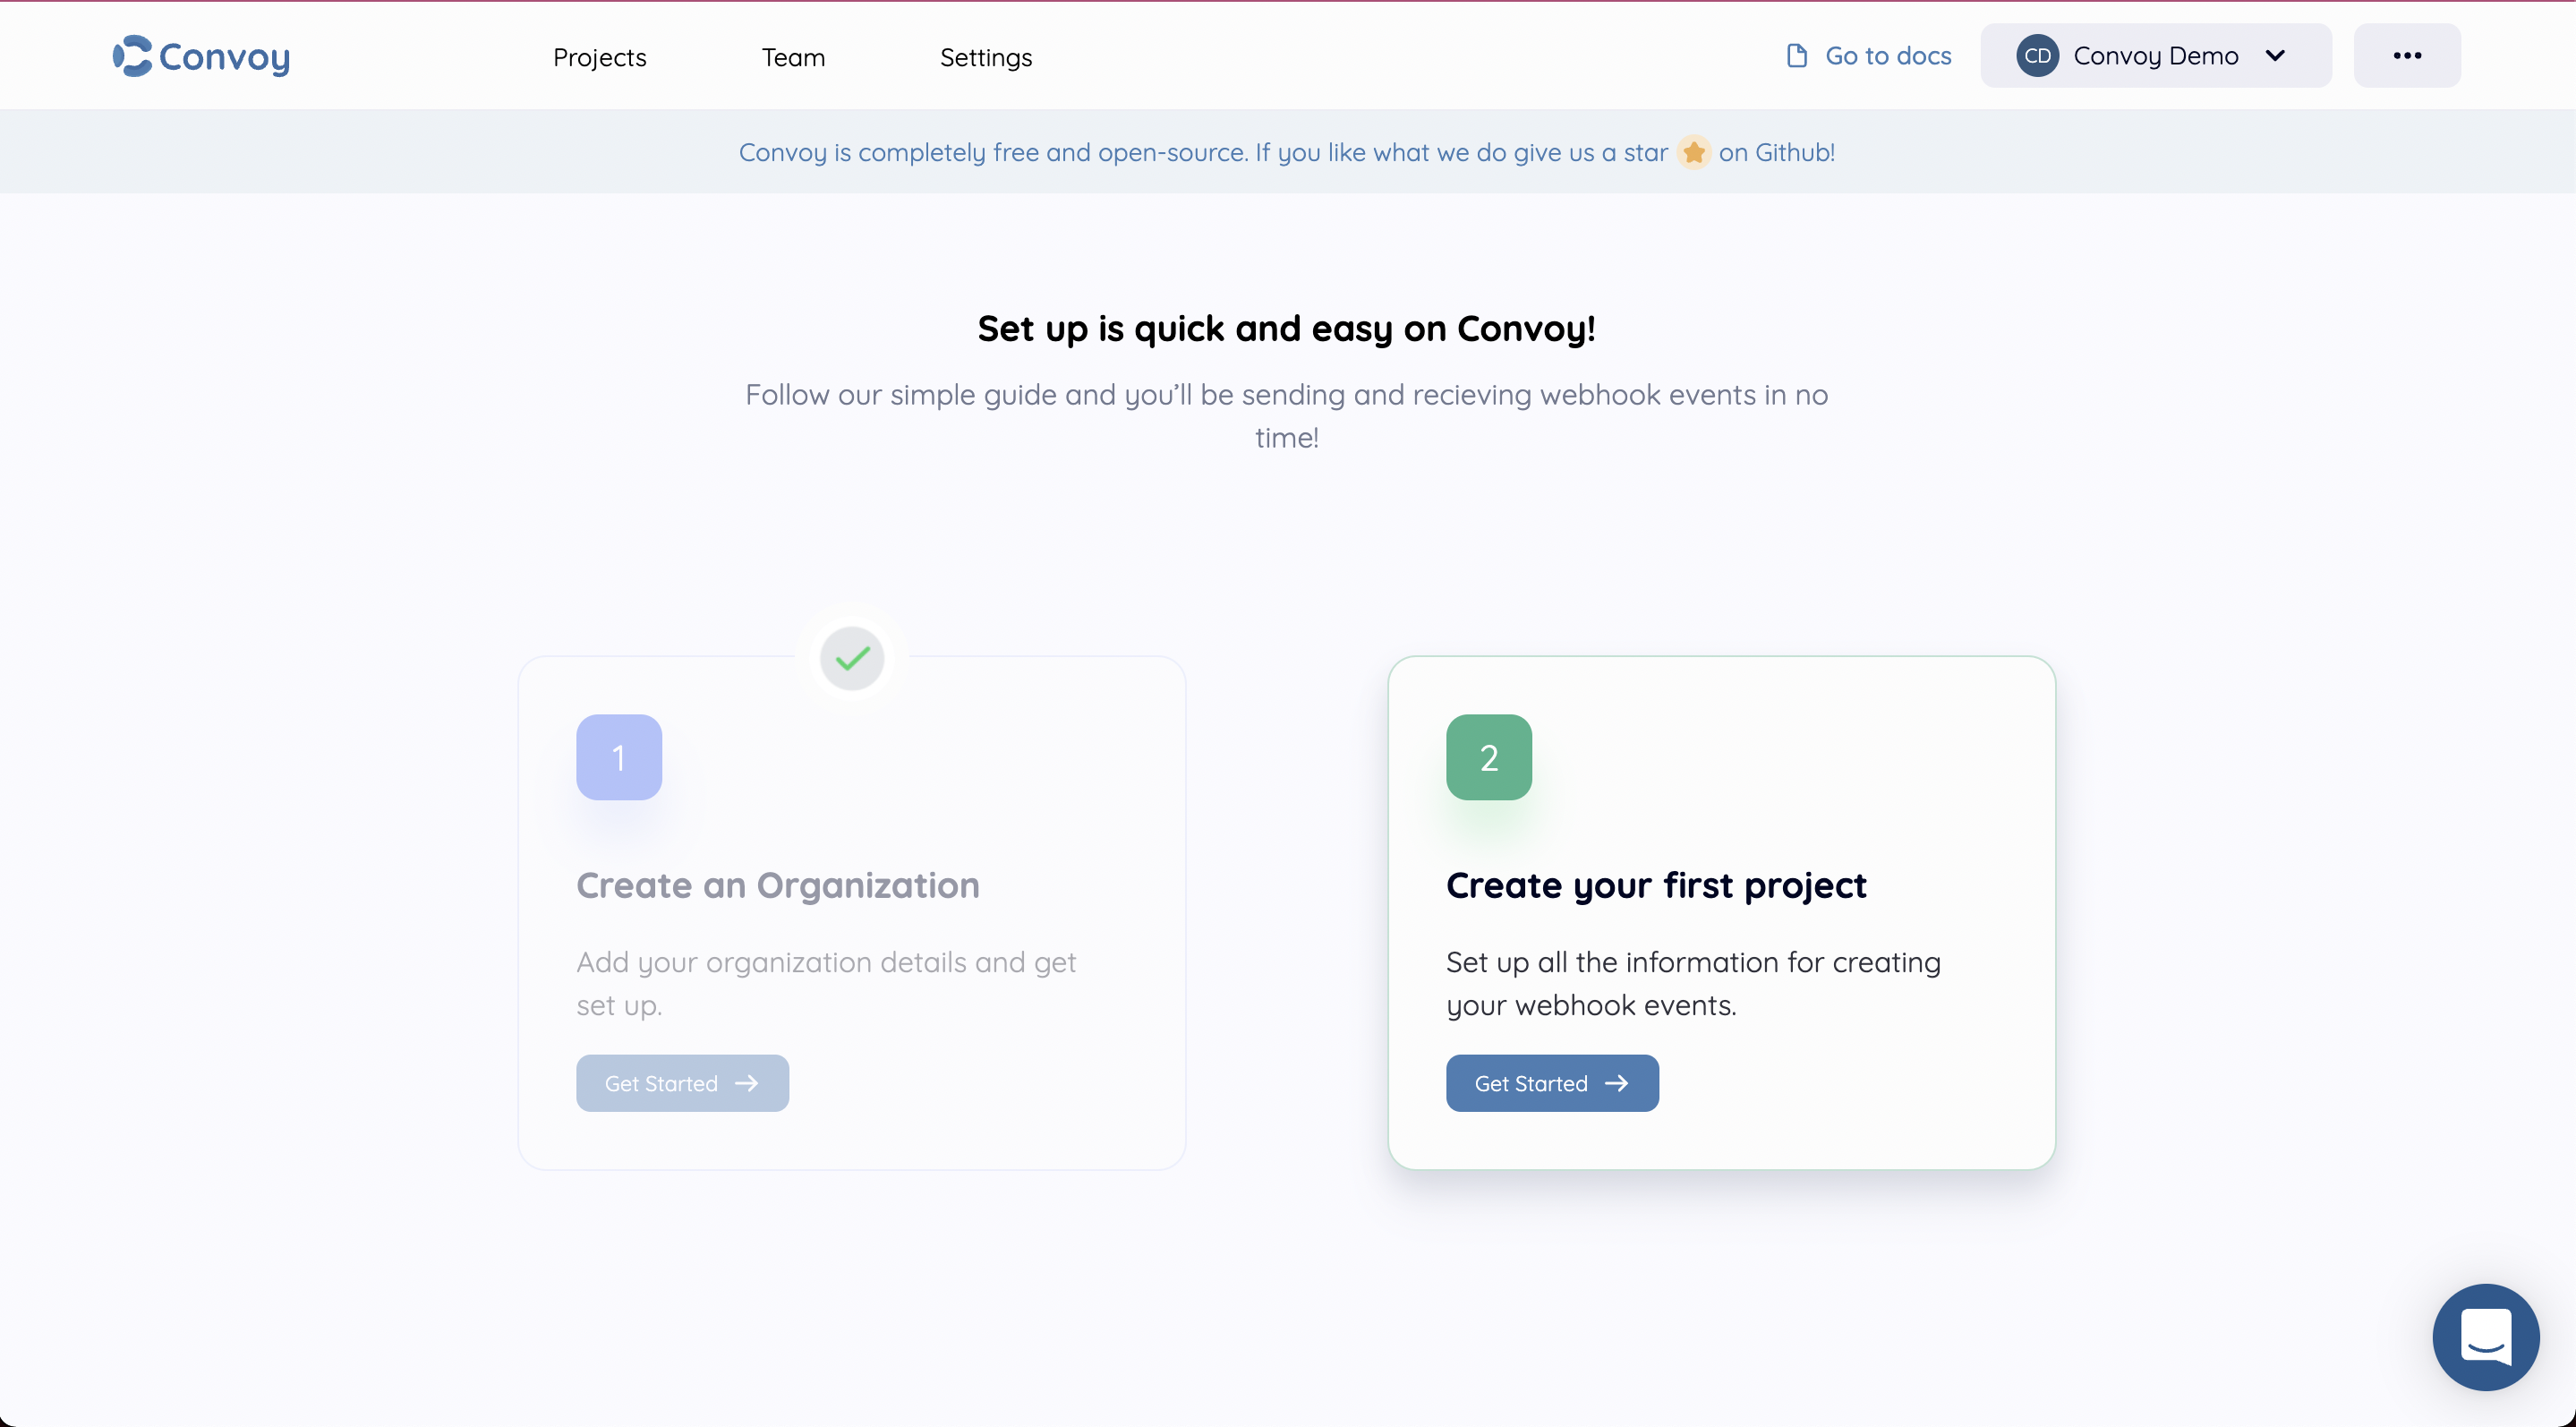 Convoy
Projects
Team
Settings
Go to docs
CD
Convoy Demo
Convoy is completely free and open-source. If you like what we do give us a star on Github!
Set up is quick and easy on Convoy!
Follow our simple guide and you’ll be sending and recieving webhook events in no
time!
1
Create an Organization
Add your organization details and get
set up.
Get Started
2
Create your first project
Set up all the information for creating
your webhook events.
Get Started